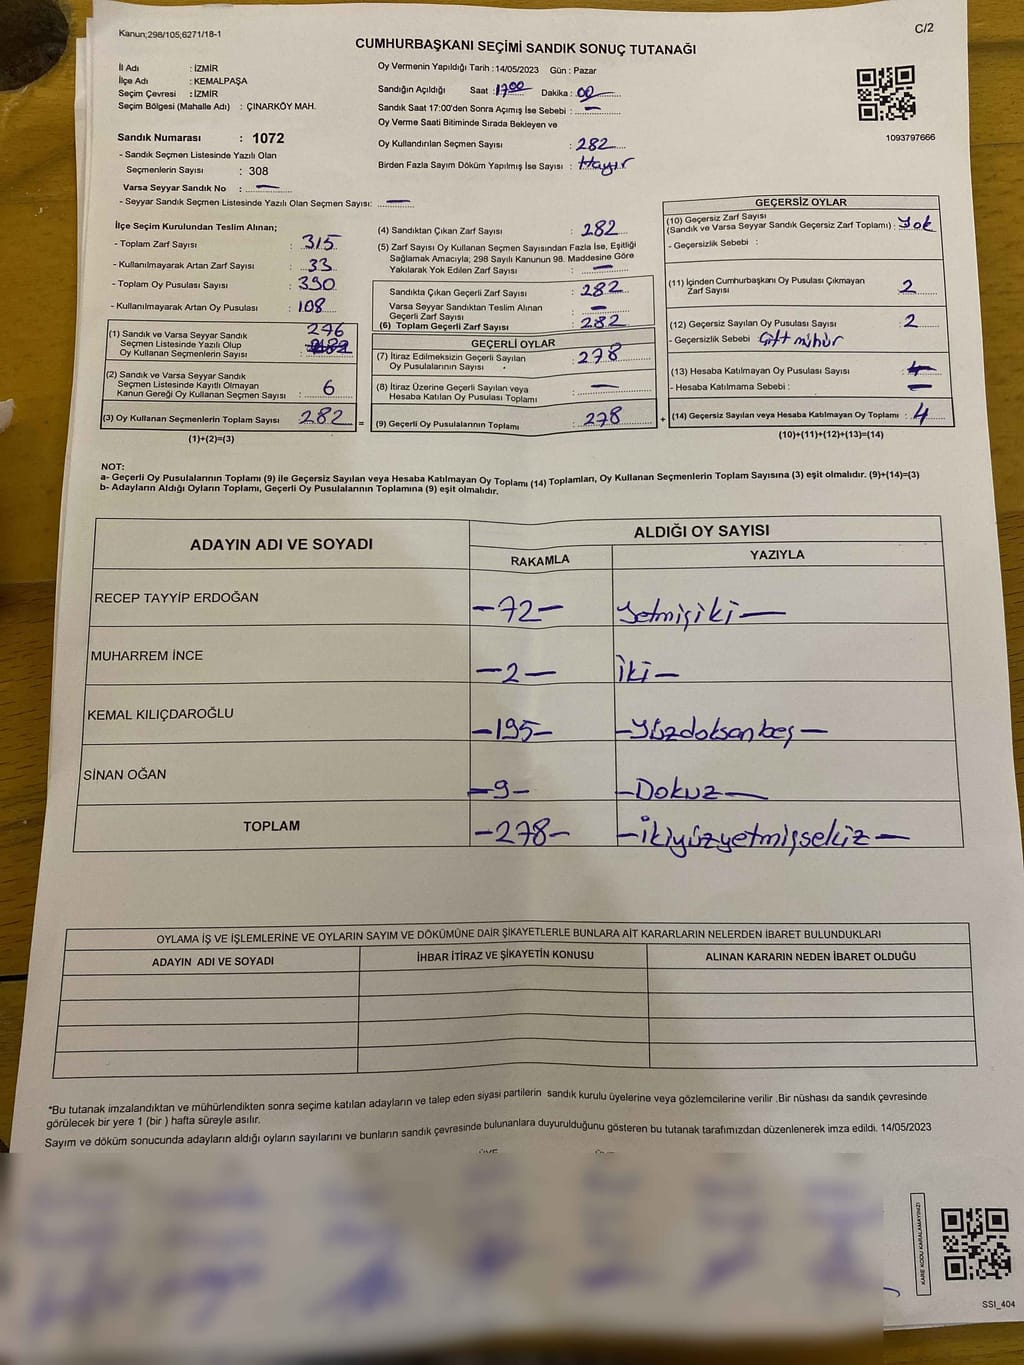 Kanun;298/105;6271/18-1
C/2
CUMHURBAŞKANI SEÇİMİ SANDIK SONUÇ TUTANAĞI
İl Adı : İZMİR
İlçe Adı : KEMALPAŞA
Seçim Çevresi : İZMİR
Seçim Bölgesi (Mahalle Adı) : ÇINARKÖY MAH.
Sandık Numarası : 1072
- Sandık Seçmen Listesinde Yazılı Olan
Seçmenlerin Sayısı : 308
Varsa Seyyar Sandık No : —
- Seyyar Sandık Seçmen Listesinde Yazılı Olan Seçmen Sayısı: —
Oy Vermenin Yapıldığı Tarih : 14/05/2023 Gün : Pazar
Sandığın Açıldığı Saat : 1700 Dakika : 00
Sandık Saat 17:00'den Sonra Açımış İse Sebebi : —
Oy Verme Saati Bitiminde Sırada Bekleyen ve
Oy Kullandırılan Seçmen Sayısı : 282
Birden Fazla Sayım Döküm Yapılmış İse Sayısı : Hayır
1093797666
İlçe Seçim Kurulundan Teslim Alınan;
- Toplam Zarf Sayısı : 315
- Kullanılmayarak Artan Zarf Sayısı : 33
- Toplam Oy Pusulası Sayısı : 390
- Kullanılmayarak Artan Oy Pusulası : 108
(1) Sandık ve Varsa Seyyar Sandık
Seçmen Listesinde Yazılı Olup
Oy Kullanan Seçmenlerin Sayısı : 276
(2) Sandık ve Varsa Seyyar Sandık
Seçmen Listesinde Kayıtlı Olmayan
Kanun Gereği Oy Kullanan Seçmen Sayısı : 6
(3) Oy Kullanan Seçmenlerin Toplam Sayısı : 282
(1)+(2)=(3)
=
(4) Sandıktan Çıkan Zarf Sayısı : 282
(5) Zarf Sayısı Oy Kullanan Seçmen Sayısından Fazla İse, Eşitliği
Sağlamak Amacıyla; 298 Sayılı Kanunun 98. Maddesine Göre
Yakılarak Yok Edilen Zarf Sayısı : —
Sandıkta Çıkan Geçerli Zarf Sayısı : 282
Varsa Seyyar Sandıktan Teslim Alınan
Geçerli Zarf Sayısı : —
(6) Toplam Geçerli Zarf Sayısı : 282
GEÇERLİ OYLAR
(7) İtiraz Edilmeksizin Geçerli Sayılan
Oy Pusulalarının Sayısı : 278
(8) İtiraz Üzerine Geçerli Sayılan veya
Hesaba Katılan Oy Pusulası Toplamı : —
(9) Geçerli Oy Pusulalarının Toplamı : 278
+
GEÇERSİZ OYLAR
(10) Geçersiz Zarf Sayısı
(Sandık ve Varsa Seyyar Sandık Geçersiz Zarf Toplamı) : Yok
- Geçersizlik Sebebi :
(11) İçinden Cumhurbaşkanı Oy Pusulası Çıkmayan
Zarf Sayısı : 2
(12) Geçersiz Sayılan Oy Pusulası Sayısı : 2
- Geçersizlik Sebebi : Çift mühür
(13) Hesaba Katılmayan Oy Pusulası Sayısı : —
- Hesaba Katılmama Sebebi : —
(14) Geçersiz Sayılan veya Hesaba Katılmayan Oy Toplamı : 4
(10)+(11)+(12)+(13)=(14)
NOT:
a- Geçerli Oy Pusulalarının Toplamı (9) ile Geçersiz Sayılan veya Hesaba Katılmayan Oy Toplamı (14) Toplamları, Oy Kullanan Seçmenlerin Toplam Sayısına (3) eşit olmalıdır. (9)+(14)=(3)
b- Adayların Aldığı Oyların Toplamı, Geçerli Oy Pusulalarının Toplamına (9) eşit olmalıdır.
ADAYIN ADI VE SOYADI
ALDIĞI OY SAYISI
RAKAMLA YAZIYLA
RECEP TAYYİP ERDOĞAN —72— Yetmişiki—
MUHARREM İNCE —2— İki—
KEMAL KILIÇDAROĞLU —195— —Yüzdoksanbeş—
SİNAN OĞAN —9— —Dokuz—
TOPLAM —278— —İkiyüzyetmişsekiz—
OYLAMA İŞ VE İŞLEMLERİNE VE OYLARIN SAYIM VE DÖKÜMÜNE DAİR ŞİKAYETLERLE BUNLARA AİT KARARLARIN NELERDEN İBARET BULUNDUKLARI
ADAYIN ADI VE SOYADI İHBAR İTİRAZ VE ŞİKAYETİN KONUSU ALINAN KARARIN NEDEN İBARET OLDUĞU
*Bu tutanak imzalandıktan ve mühürlendikten sonra seçime katılan adayların ve talep eden siyasi partilerin sandık kurulu üyelerine veya gözlemcilerine verilir .Bir nüshası da sandık çevresinde
görülecek bir yere 1 (bir ) hafta süreyle asılır.
Sayım ve döküm sonucunda adayların aldığı oyların sayılarını ve bunların sandık çevresinde bulunanlara duyurulduğunu gösteren bu tutanak tarafımızdan düzenlenerek imza edildi. 14/05/2023
KARE KODU KARALAMAYINIZ!
SSI_404